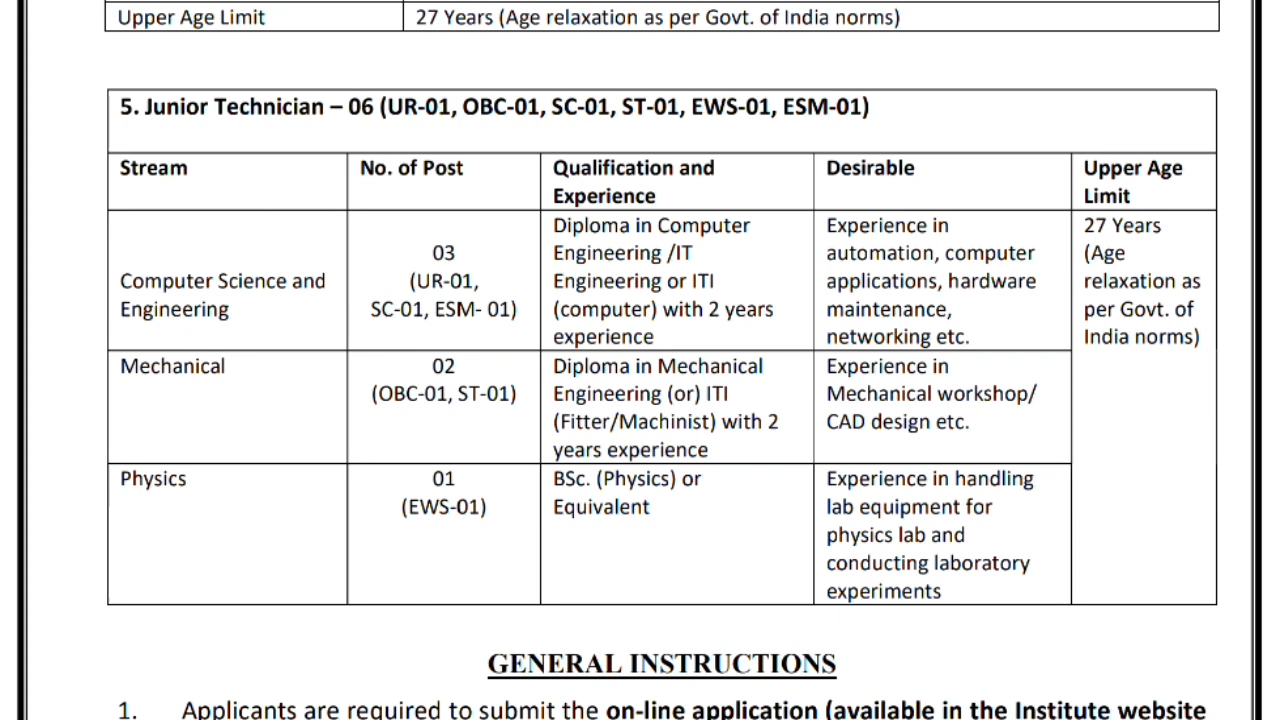 Upper Age Limit 27 Years (Age relaxation as per Govt. of India norms)
5. Junior Technician – 06 (UR-01, OBC-01, SC-01, ST-01, EWS-01, ESM-01)
Stream
No. of Post
Qualification and
Experience
Desirable
Upper Age
Limit
Computer Science and
Engineering
03
(UR-01,
SC-01, ESM- 01)
Diploma in Computer
Engineering /IT
Engineering or ITI
(computer) with 2 years
experience
Experience in
automation, computer
applications, hardware
maintenance,
networking etc.
27 Years
(Age
relaxation as
per Govt. of
India norms)
Mechanical
02
(OBC-01, ST-01)
Diploma in Mechanical
Engineering (or) ITI
(Fitter/Machinist) with 2
years experience
Experience in
Mechanical workshop/
CAD design etc.
Physics
01
(EWS-01)
BSc. (Physics) or
Equivalent
Experience in handling
lab equipment for
physics lab and
conducting laboratory
experiments
GENERAL INSTRUCTIONS
1. Applicants are required to submit the on-line application (available in the Institute website